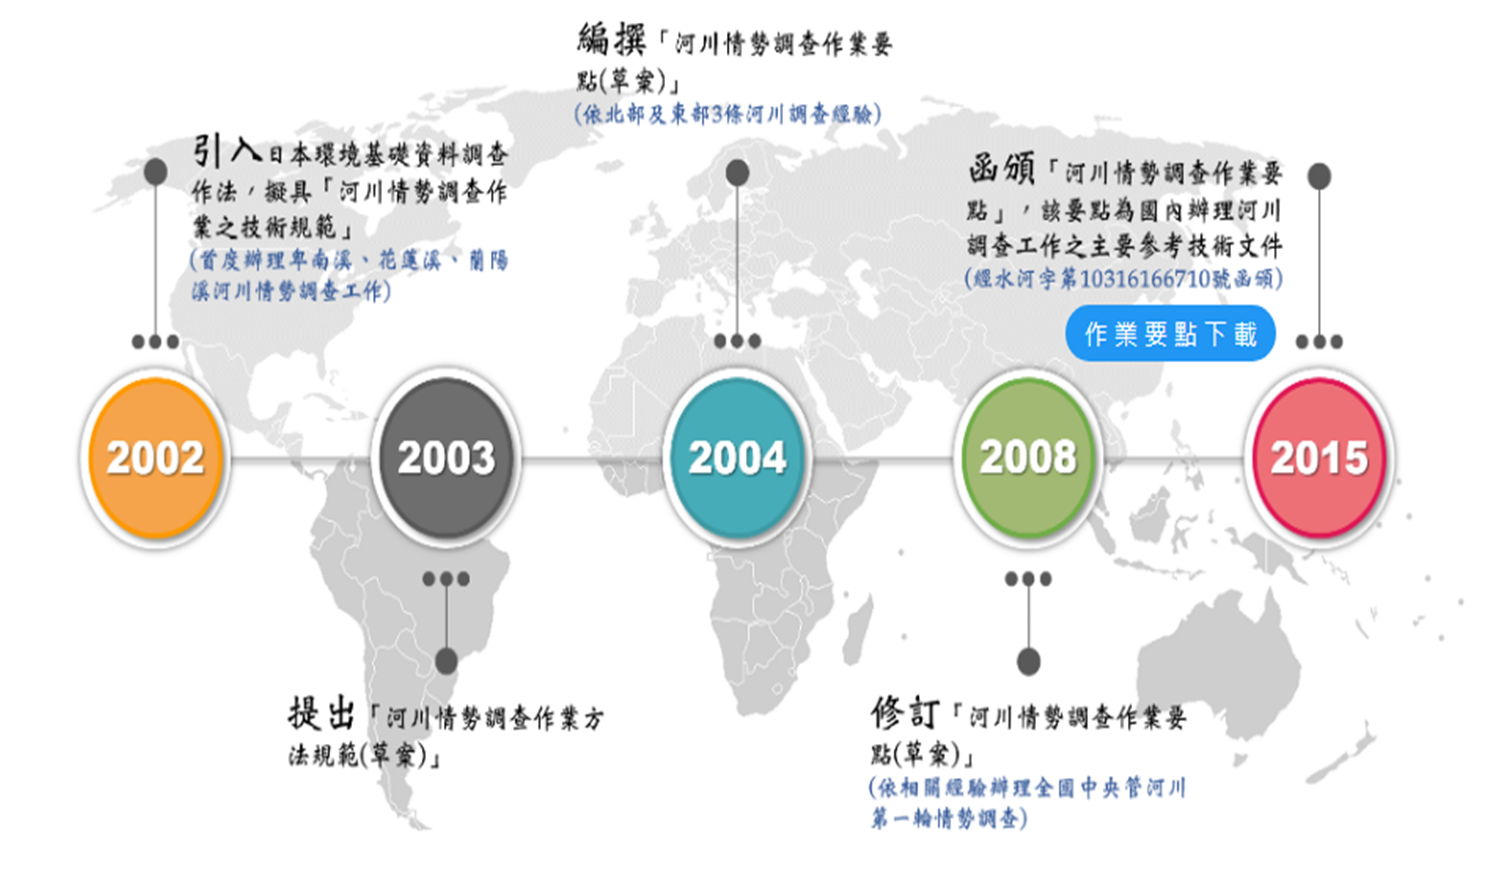 引入日本環境基礎資料調查
作法，擬具「河川情勢調查作
業之技術規範」
(首度辦理卑南溪、花蓮溪、蘭陽
溪河川情勢調查工作)
2002
2003
提出「河川情勢調查作業方
法規範(草案)」
編撰「河川情勢調查作業要
點(草案)」
(依北部及東部3條河川調查經驗)
2004
2008
修訂「河川情勢調查作業要
點(草案)」
(依相關經驗辦理全國中央管河川
第一輪情勢調查)
函頒「河川情勢調查作業要
點」，該要點為國內辦理河川
調查工作之主要參考技術文件
(經水河字第10316166710號函頒)
作業要點下載
2015